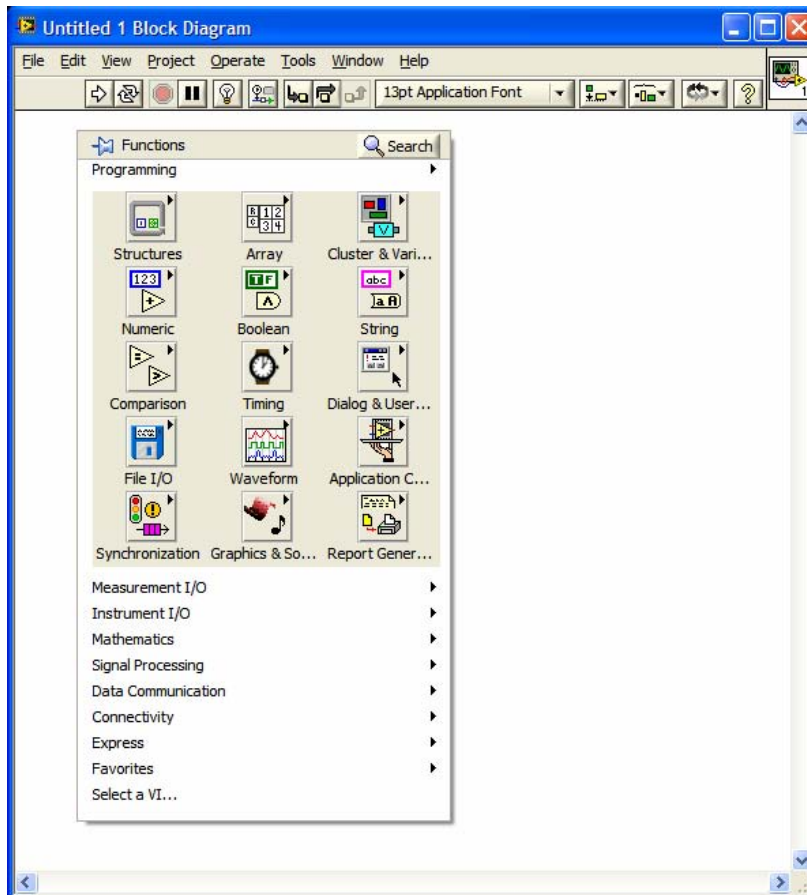 Untitled 1 Block Diagram
File Edit View Project Operate Tools Window Help
13pt Application Font
1
Functions Search
Programming
Structures Array Cluster & Vari...
123 TF abc
Numeric Boolean String
Comparison Timing Dialog & User...
File I/O Waveform Application C...
Synchronization Graphics & So... Report Gener...
Measurement I/O
Instrument I/O
Mathematics
Signal Processing
Data Communication
Connectivity
Express
Favorites
Select a VI...